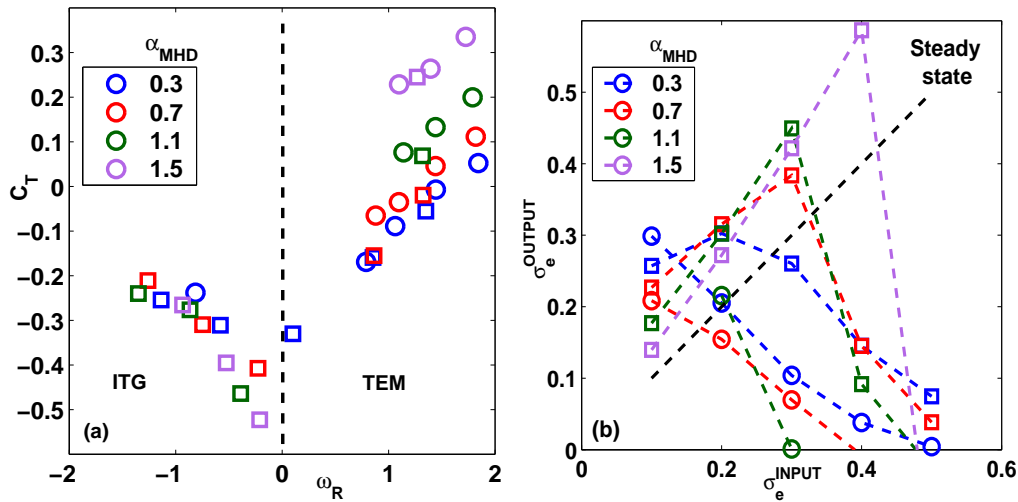 α_MHD
0.3
0.7
1.1
1.5
0.3
0.2
0.1
0
−0.1
−0.2
−0.3
−0.4
−0.5
C_T
ITG
TEM
(a)
−2
−1
0
1
2
ω_R
α_MHD
0.3
0.7
1.1
1.5
Steady
state
0.5
0.4
0.3
0.2
0.1
0
σ_e^OUTPUT
(b)
0
0.2
0.4
0.6
σ_e^INPUT